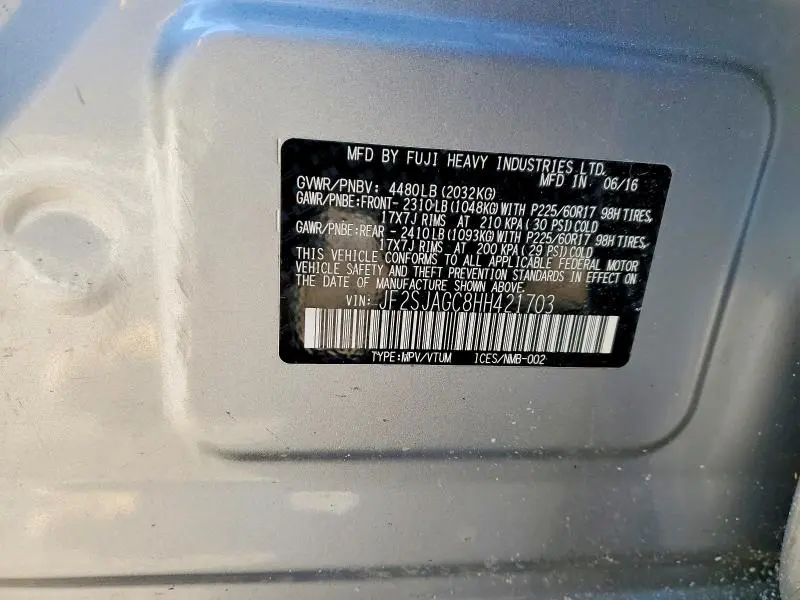 MFD BY FUJI HEAVY INDUSTRIES LTD.
MFD IN 06/16
GVWR/PNBV: 4480LB(2032KG)
GAWR/PNBE:FRONT- 2310LB(1048KG)WITH P225/60R17 98H TIRES,
17X7J RIMS AT 210 KPA( 30 PSI)COLD
GAWR/PNBE:REAR - 2410LB(1093KG)WITH P225/60R17 98H TIRES,
17X7J RIMS AT 200 KPA( 29 PSI)COLD
THIS VEHICLE CONFORMS TO ALL APPLICABLE FEDERAL MOTOR
VEHICLE SAFETY AND THEFT PREVENTION STANDARDS IN EFFECT ON
THE DATE OF MANUFACTURE SHOWN ABOVE.
VIN: JF2SJAGC8HH421703
TYPE:MPV/VTUM ICES/NMB-002